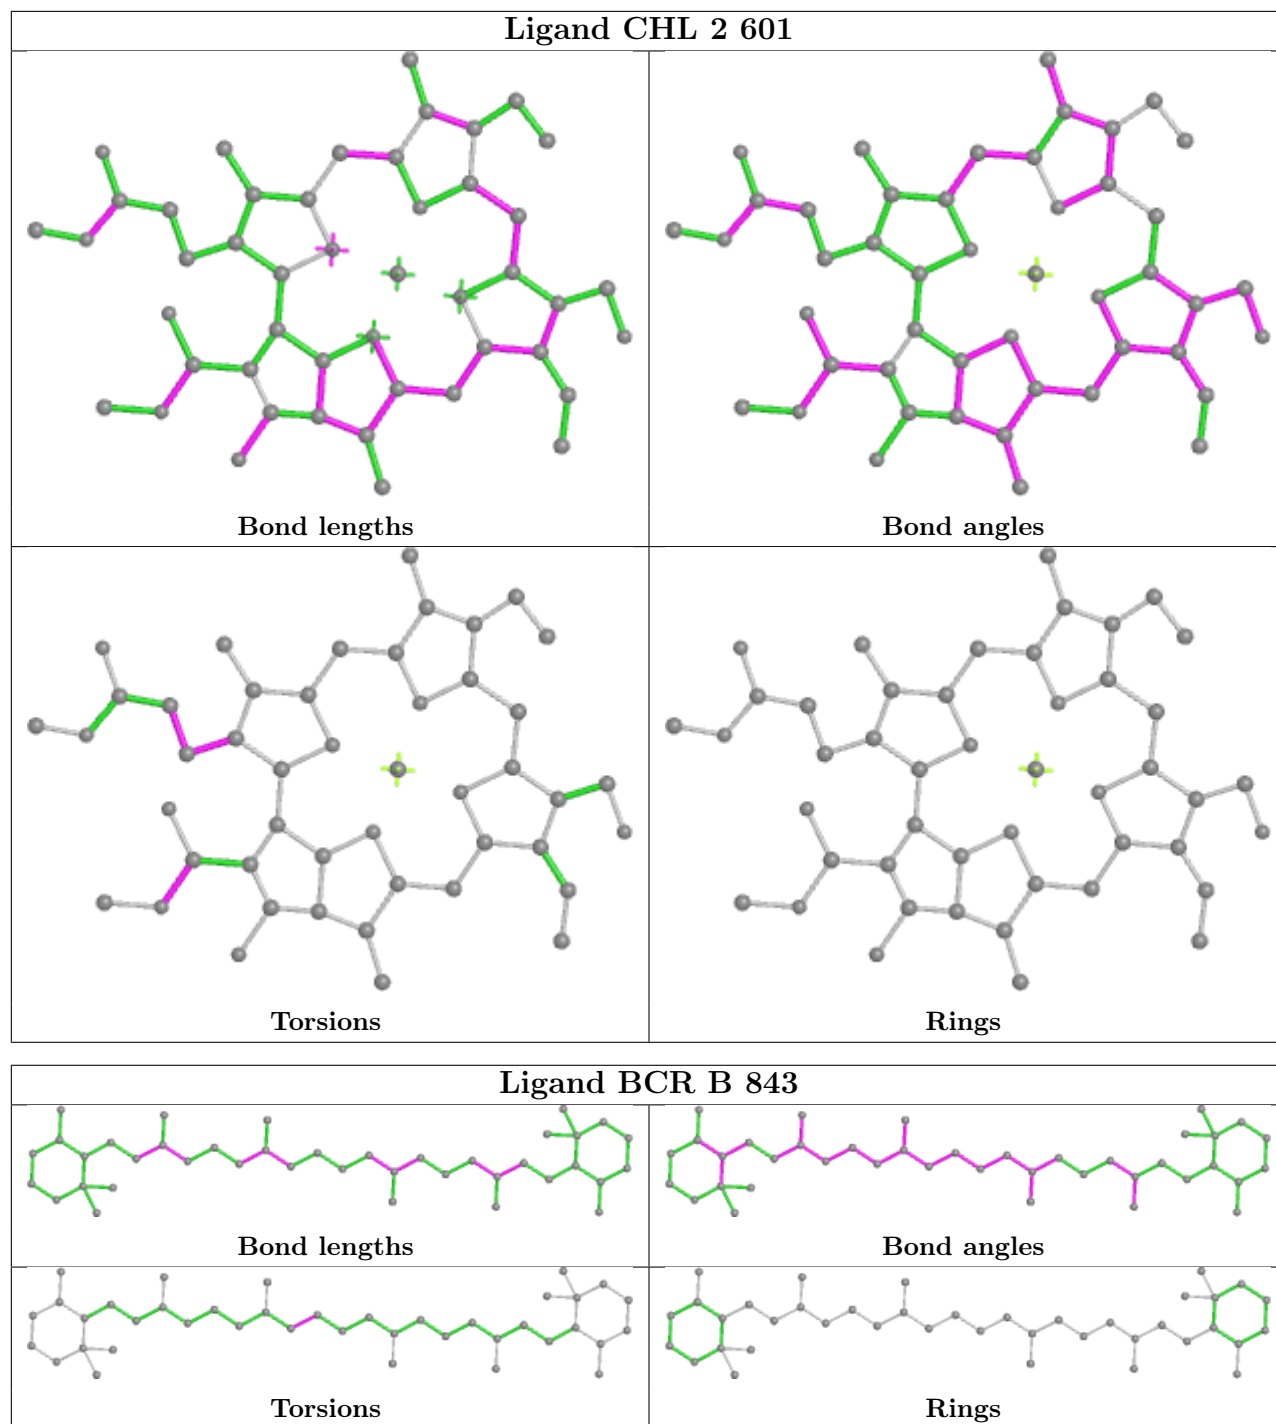 Ligand CHL 2 601
Bond lengths
Bond angles
Torsions
Rings
Ligand BCR B 843
Bond lengths
Bond angles
Torsions
Rings